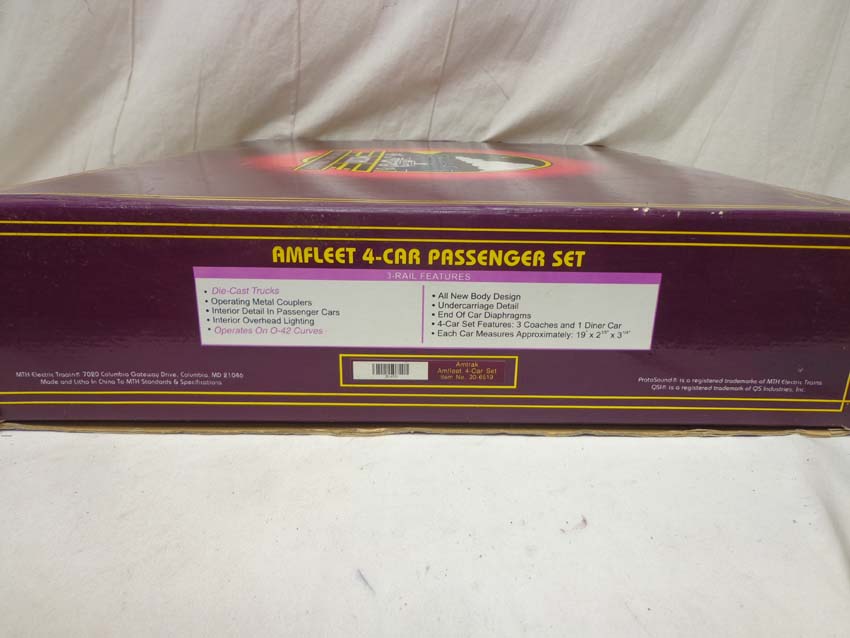 AMFLEET 4-CAR PASSENGER SET
3-RAIL FEATURES
• Die-Cast Trucks
• Operating Metal Couplers
• Interior Detail In Passenger Cars
• Interior Overhead Lighting
• Operates On O-42 Curves
• All New Body Design
• Undercarriage Detail
• End Of Car Diaphragms
• 4-Car Set Features: 3 Coaches and 1 Diner Car
• Each Car Measures Approximately: 19" x 2 x 3
MTH Electric Trains® 7020 Columbia Gateway Drive, Columbia, MD 21046
Made and Litho In China To MTH Standards & Specifications
Amtrak
Amfleet 4-Car Set
Item No. 30-6519
ProtoSound® is a registered trademark of MTH Electric Trains
QSI® is a registered trademark of QS Industries, Inc.